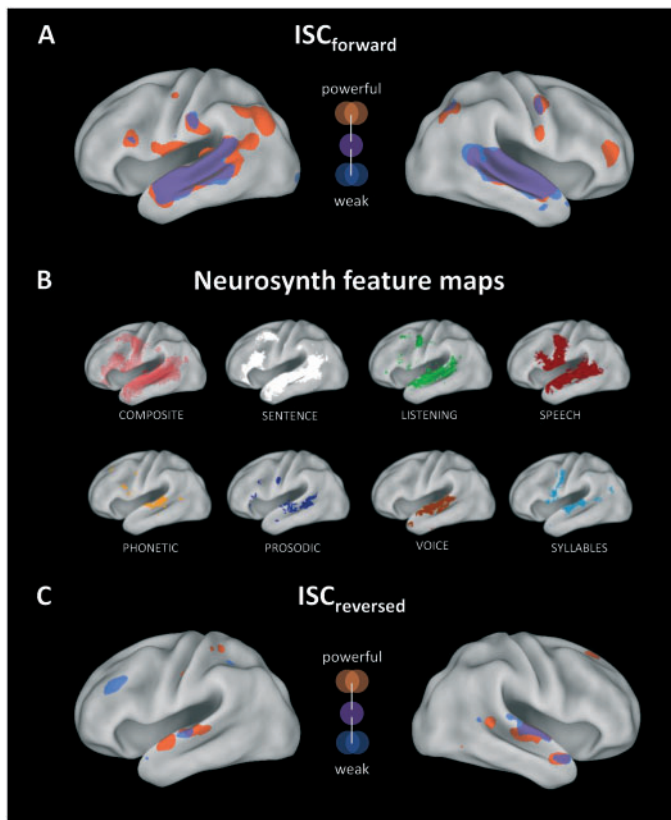 A
ISCforward
powerful
weak
B
Neurosynth feature maps
COMPOSITE
SENTENCE
LISTENING
SPEECH
PHONETIC
PROSODIC
VOICE
SYLLABLES
C
ISCreversed
powerful
weak